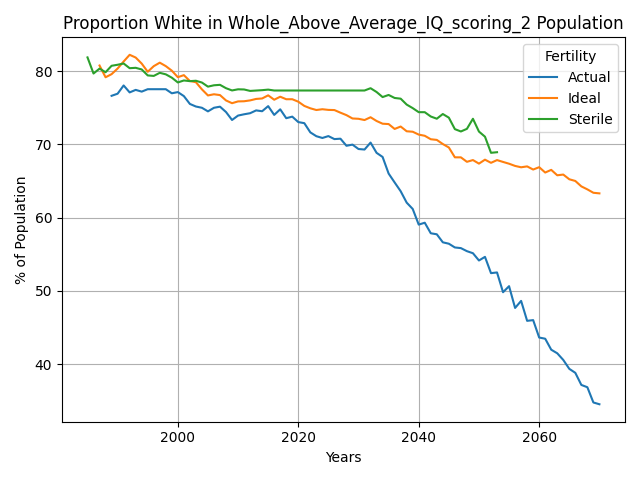 Proportion White in Whole_Above_Average_IQ_scoring_2 Population
Fertility
Actual
Ideal
Sterile
% of Population
80
70
60
50
40
2000
2020
2040
2060
Years